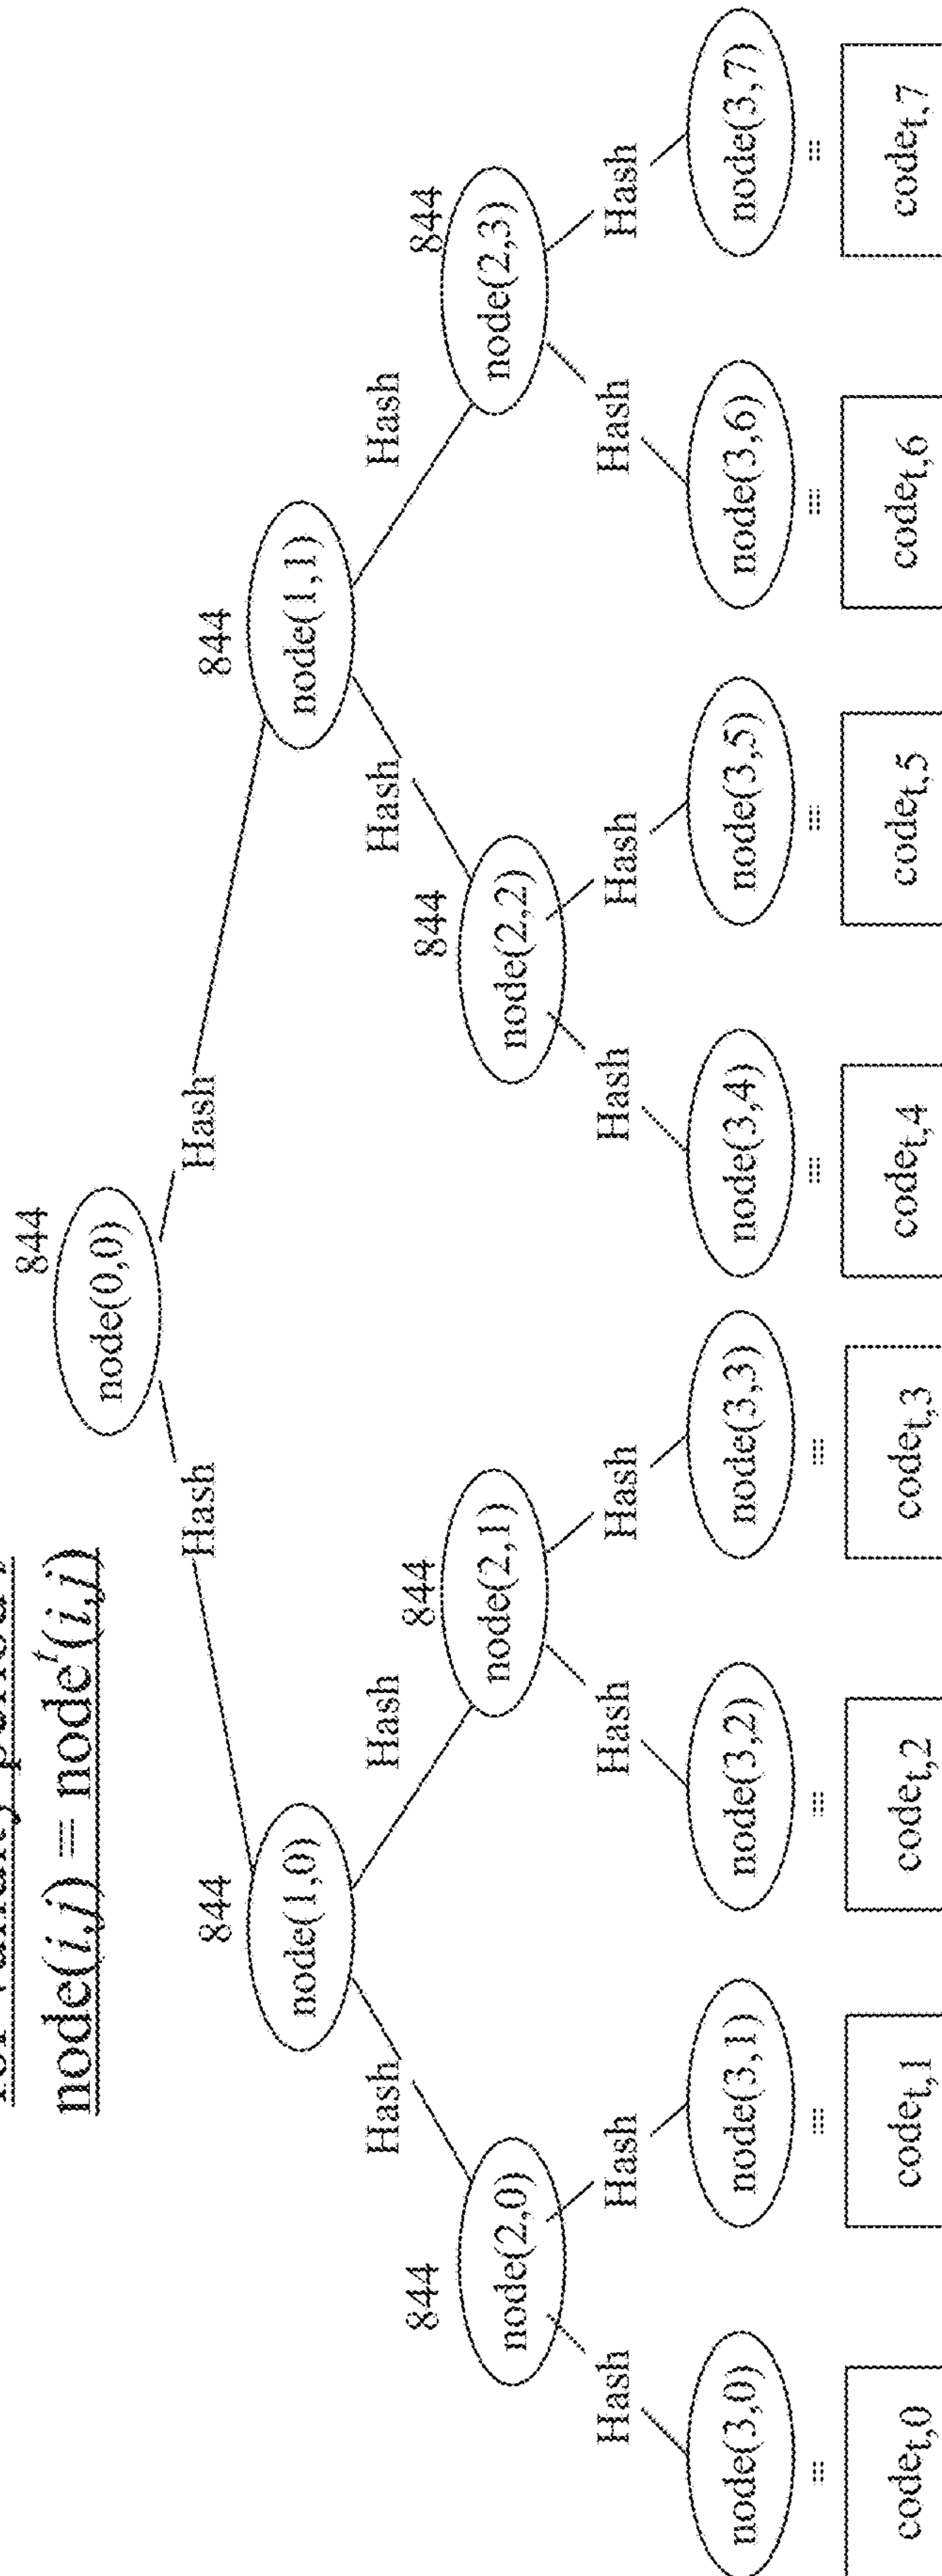 for validity period t
node(i,j) = node^t(i,j)
844
node(0,0)
Hash Hash
844 844
node(1,0) node(1,1)
Hash Hash Hash Hash
844 844 844 844
node(2,0) node(2,1) node(2,2) node(2,3)
Hash Hash Hash Hash Hash Hash Hash Hash
node(3,0) node(3,1) node(3,2) node(3,3) node(3,4) node(3,5) node(3,6) node(3,7)
= = = = = = = =
code_t,0 code_t,1 code_t,2 code_t,3 code_t,4 code_t,5 code_t,6 code_t,7